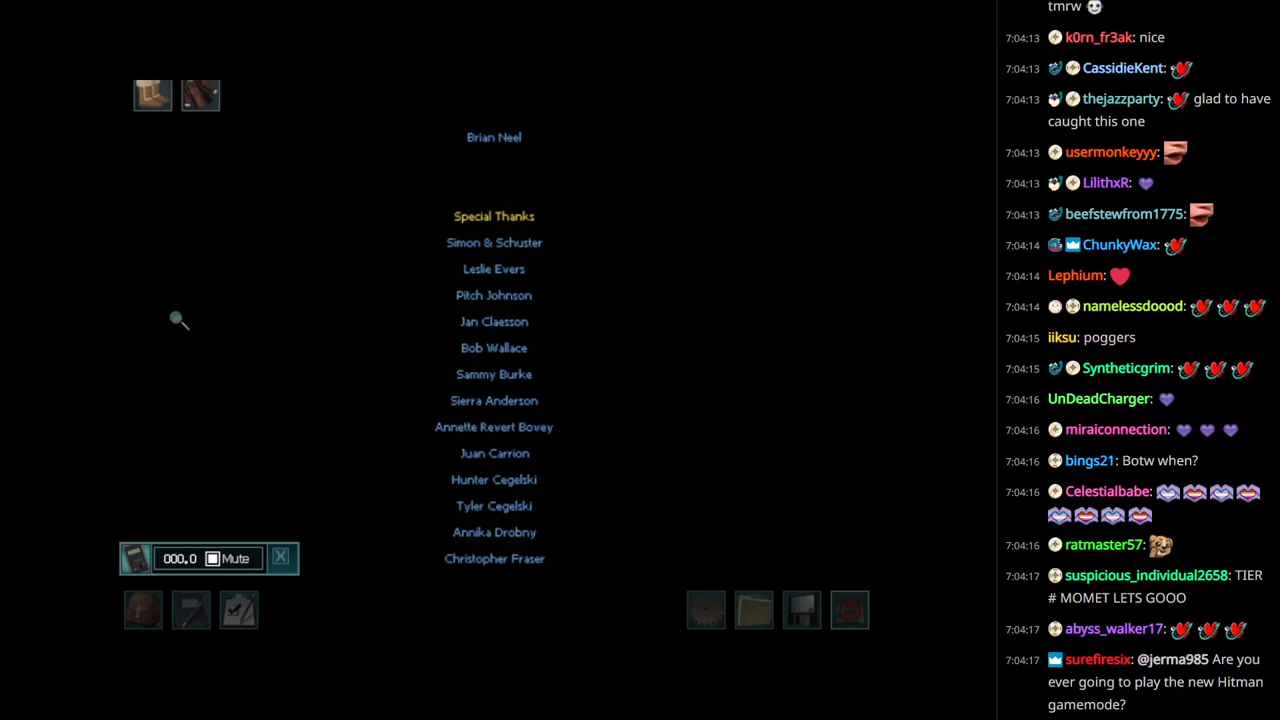 Brian Neel
Special Thanks
Simon & Schuster
Leslie Evers
Pitch Johnson
Jan Claesson
Bob Wallace
Sammy Burke
Sierra Anderson
Annette Revert Bovey
Juan Carrion
Hunter Cegelski
Tyler Cegelski
Annika Drobny
Christopher Fraser
000.0 Mute
tmrw
7:04:13 k0rn_fr3ak: nice
7:04:13 CassidieKent:
7:04:13 thejazzparty: glad to have
caught this one
7:04:13 usermonkeyyy:
7:04:13 LilithxR:
7:04:13 beefstewfrom1775:
7:04:14 ChunkyWax:
7:04:14 Lephium:
7:04:14 namelessdoood:
7:04:15 iiksu: poggers
7:04:15 Syntheticgrim:
7:04:16 UnDeadCharger:
7:04:16 miraiconnection:
7:04:16 bings21: Botw when?
7:04:16 Celestialbabe:
7:04:16 ratmaster57:
7:04:17 suspicious_individual2658: TIER
# MOMET LETS GOOO
7:04:17 abyss_walker17:
7:04:17 surefiresix: @jerma985 Are you
ever going to play the new Hitman
gamemode?